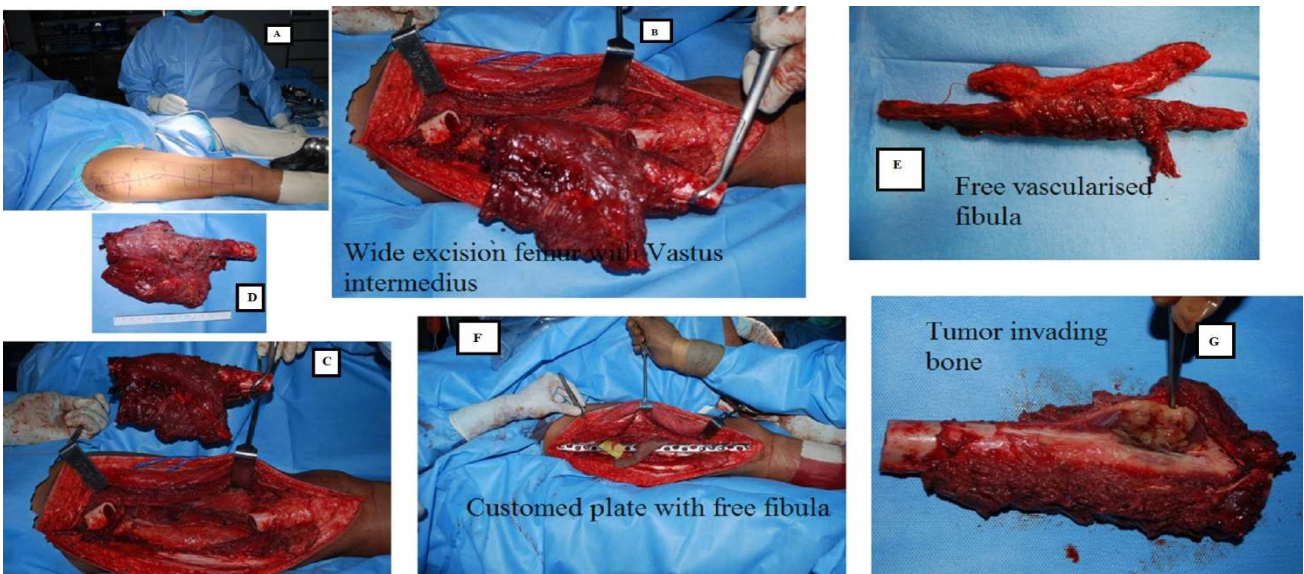 A
B
Wide excision femur with Vastus
intermedius
E
Free vascularised
fibula
D
C
F
Customed plate with free fibula
Tumor invading
bone
G